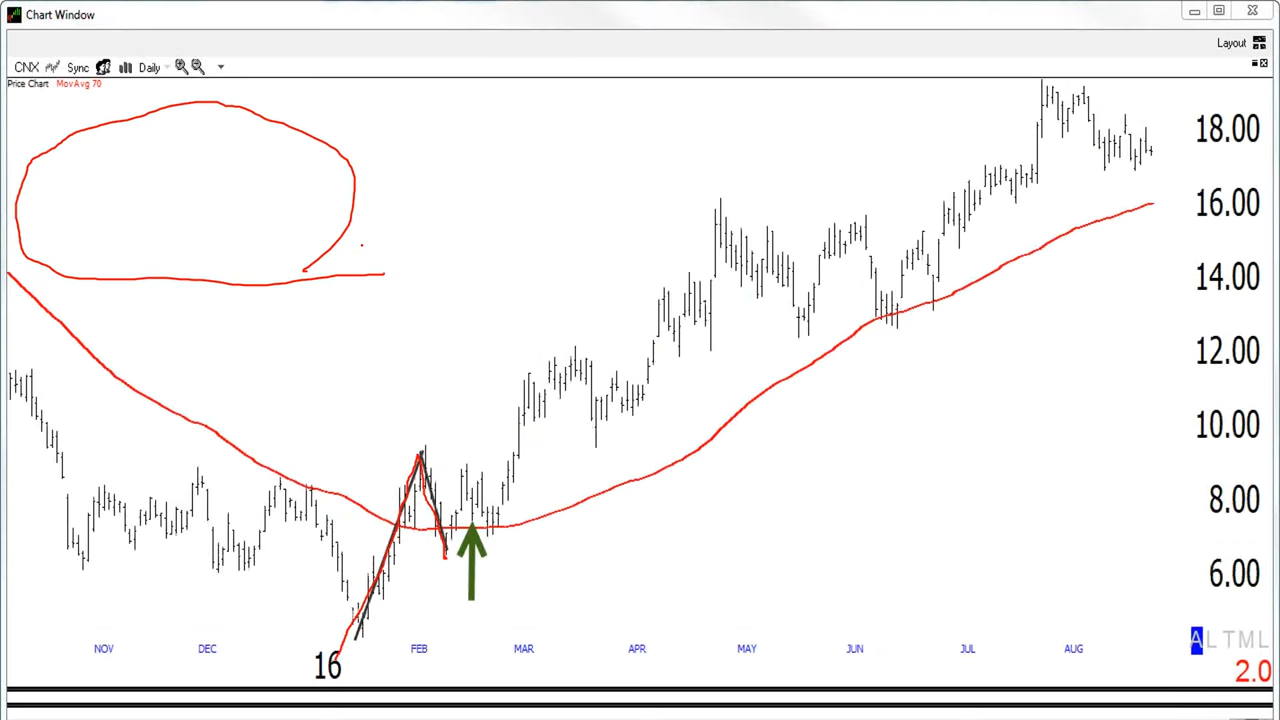 Chart Window
Layout
CNX Sync Daily
Price Chart MovAvg 70
18.00
16.00
14.00
12.00
10.00
8.00
6.00
NOV DEC FEB MAR APR MAY JUN JUL AUG
16
ALTML
2.0